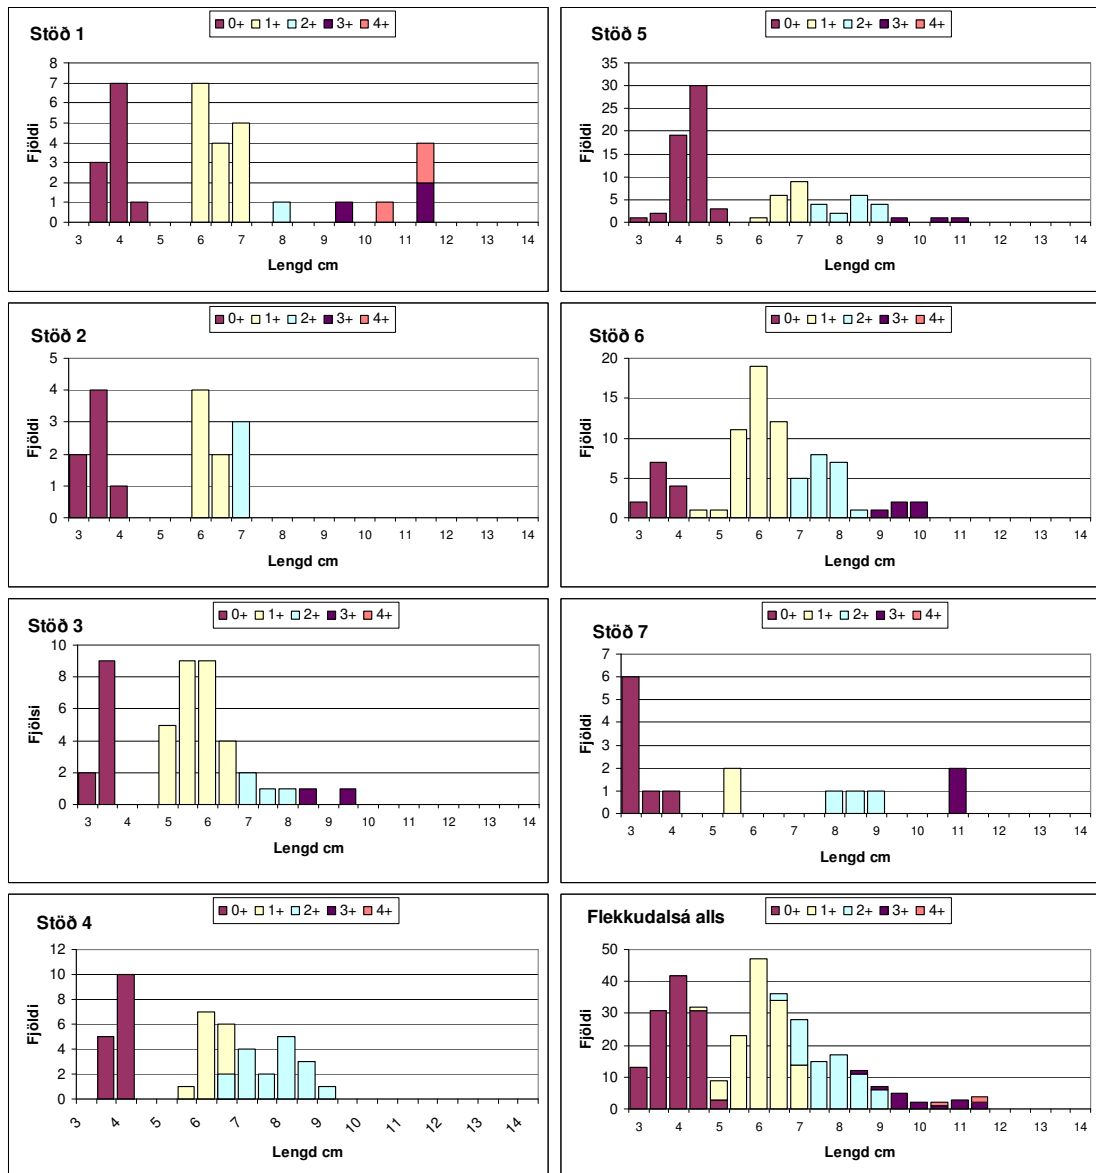 Stöð 1
0+ 1+ 2+ 3+ 4+
8
7
6
5
4
3
2
1
0
Fjöldi
3 4 5 6 7 8 9 10 11 12 13 14
Lengd cm
Stöð 5
0+ 1+ 2+ 3+ 4+
35
30
25
20
15
10
5
0
Fjöldi
3 4 5 6 7 8 9 10 11 12 13 14
Lengd cm
Stöð 2
0+ 1+ 2+ 3+ 4+
5
4
3
2
1
0
Fjöldi
3 4 5 6 7 8 9 10 11 12 13 14
Lengd cm
Stöð 6
0+ 1+ 2+ 3+ 4+
20
15
10
5
0
Fjöldi
3 4 5 6 7 8 9 10 11 12 13 14
Lengd cm
Stöð 3
0+ 1+ 2+ 3+ 4+
10
8
6
4
2
0
Fjölsi
3 4 5 6 7 8 9 10 11 12 13 14
Lengd cm
Stöð 7
0+ 1+ 2+ 3+ 4+
7
6
5
4
3
2
1
0
Fjöldi
3 4 5 6 7 8 9 10 11 12 13 14
Lengd cm
Stöð 4
0+ 1+ 2+ 3+ 4+
12
10
8
6
4
2
0
Fjöldi
3 4 5 6 7 8 9 10 11 12 13 14
Lengd cm
Flekkudalsá alls
0+ 1+ 2+ 3+ 4+
50
40
30
20
10
0
Fjöldi
3 4 5 6 7 8 9 10 11 12 13 14
Lengd cm